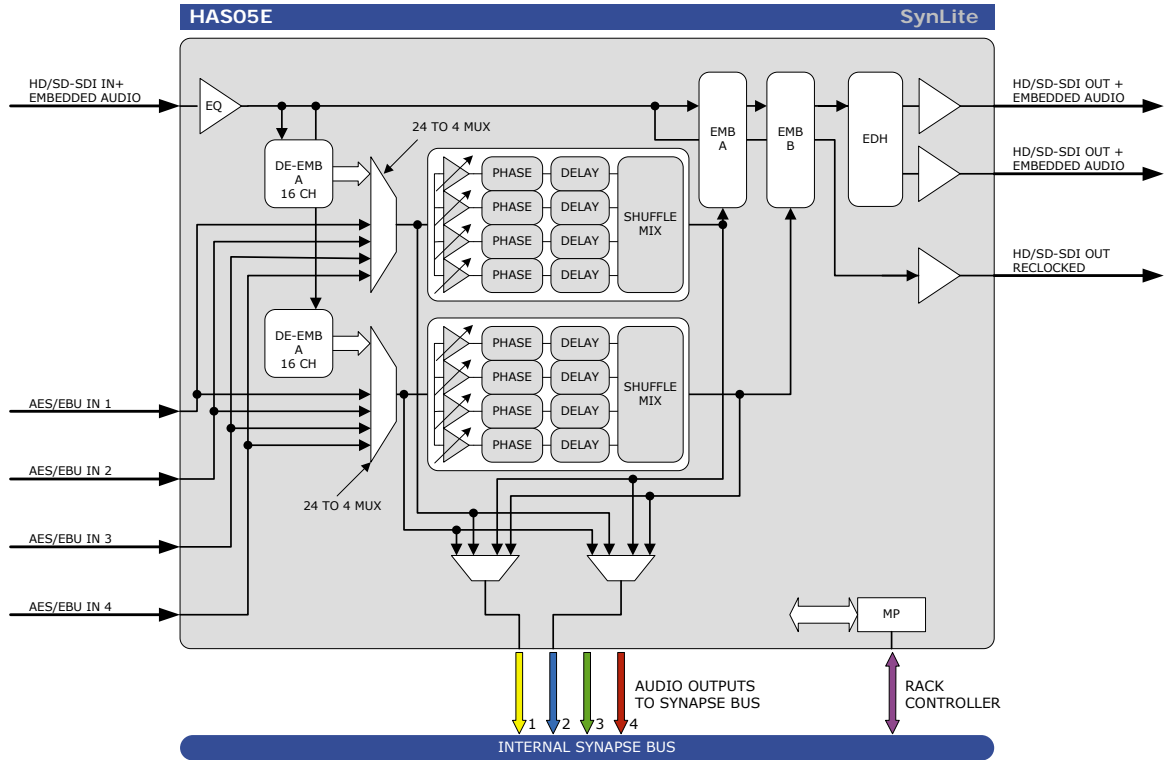 HAS05E SynLite
HD/SD-SDI IN+
EMBEDDED AUDIO
EQ
24 TO 4 MUX
DE-EMB
A
16 CH
PHASE DELAY
PHASE DELAY
PHASE DELAY
PHASE DELAY
SHUFFLE
MIX
EMB
A
EMB
B
EDH
HD/SD-SDI OUT +
EMBEDDED AUDIO
HD/SD-SDI OUT +
EMBEDDED AUDIO
HD/SD-SDI OUT
RECLOCKED
DE-EMB
A
16 CH
PHASE DELAY
PHASE DELAY
PHASE DELAY
PHASE DELAY
SHUFFLE
MIX
24 TO 4 MUX
AES/EBU IN 1
AES/EBU IN 2
AES/EBU IN 3
AES/EBU IN 4
MP
AUDIO OUTPUTS
TO SYNAPSE BUS
1 2 3 4
RACK
CONTROLLER
INTERNAL SYNAPSE BUS